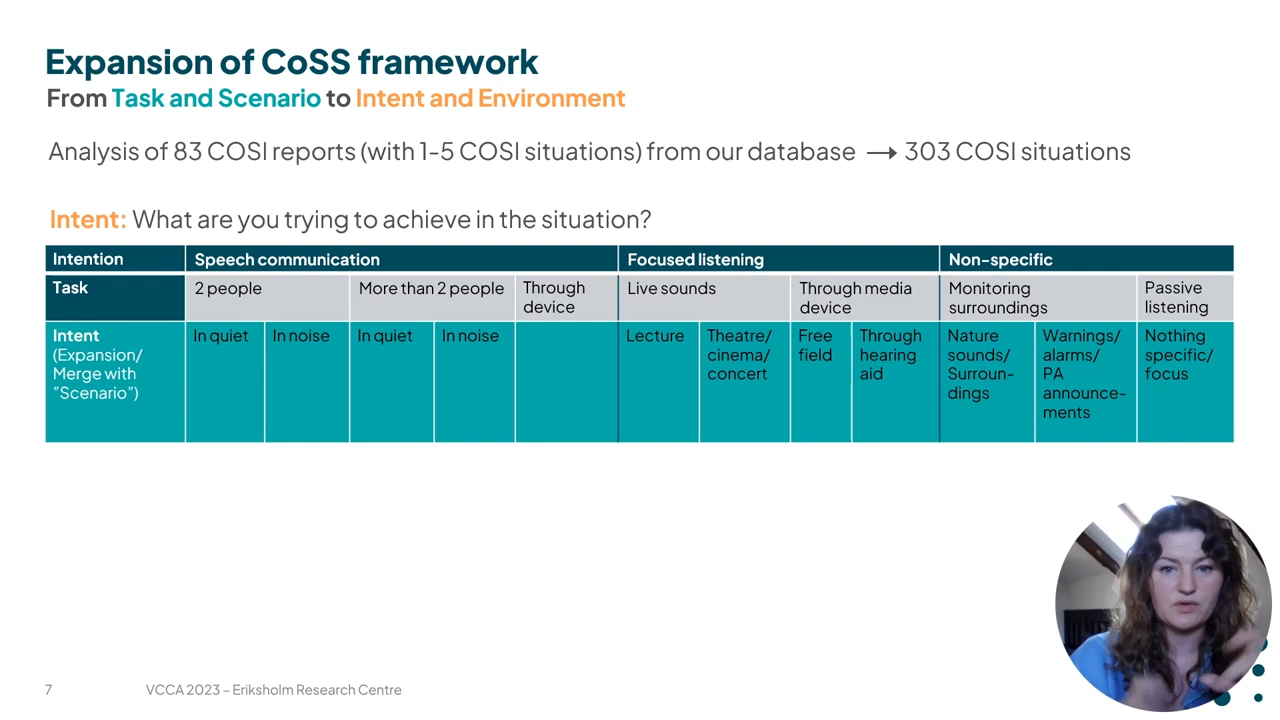 Expansion of CoSS framework
From Task and Scenario to Intent and Environment
Analysis of 83 COSI reports (with 1-5 COSI situations) from our database → 303 COSI situations
Intent: What are you trying to achieve in the situation?
Intention
Speech communication
Focused listening
Non-specific
Task
2 people
More than 2 people
Through
device
Live sounds
Through media
device
Monitoring
surroundings
Passive
listening
Intent
(Expansion/
Merge with
”Scenario”)
In quiet
In noise
In quiet
In noise
Lecture
Theatre/
cinema/
concert
Free
field
Through
hearing
aid
Nature
sounds/
Surroun-
dings
Warnings/
alarms/
PA
announce-
ments
Nothing
specific/
focus
7
VCCA 2023 – Eriksholm Research Centre